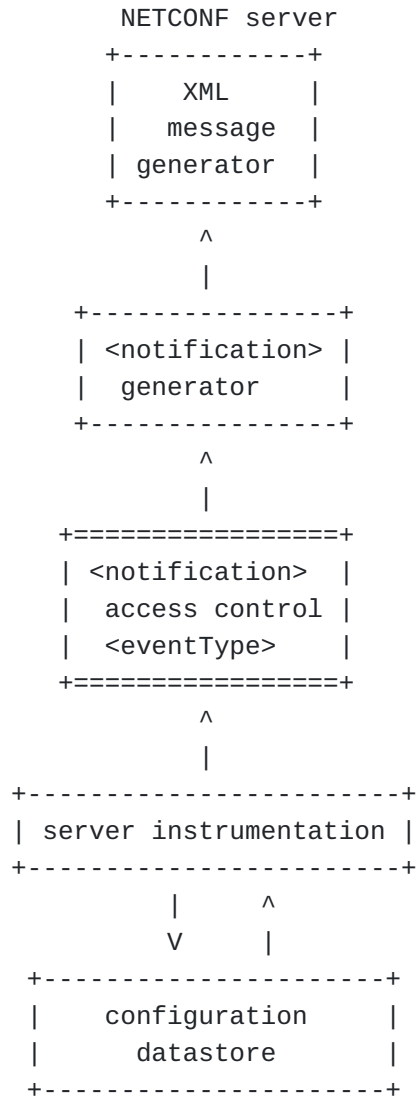 NETCONF server
+------------+
|    XML     |
|   message  |
| generator  |
+------------+
^
|
+----------------+
| <notification> |
|  generator     |
+----------------+
^
|
+=================+
| <notification>  |
|  access control |
|  <eventType>    |
+=================+
^
|
+------------------------+
| server instrumentation |
+------------------------+
|     ^
V     |
+----------------------+
|    configuration     |
|      datastore       |
+----------------------+